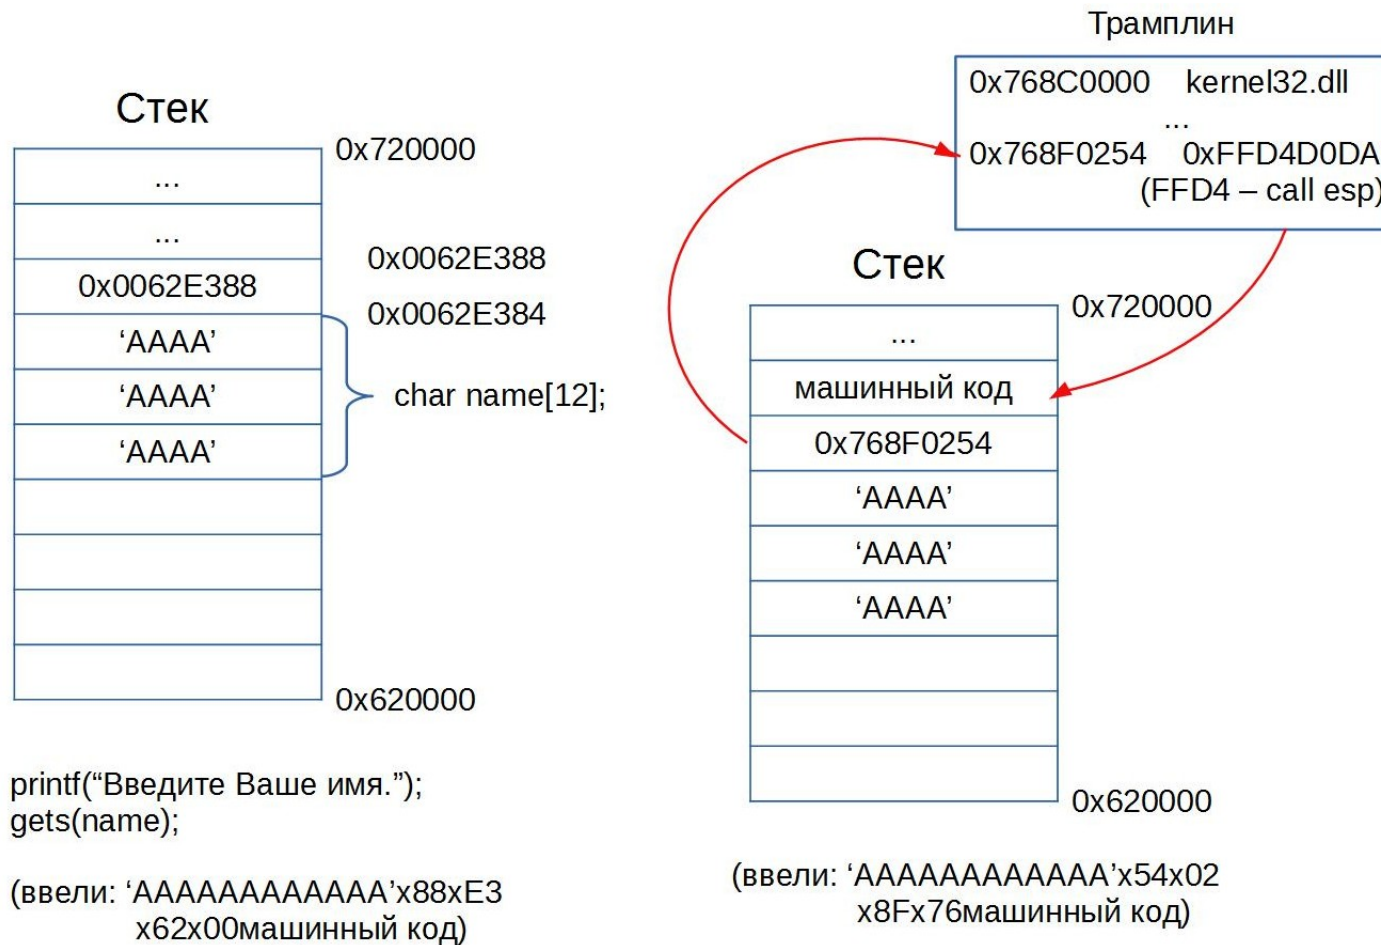 Стек
0x720000
...
...
0x0062E388
0x0062E388
0x0062E384
‘AAAA’
‘AAAA’
‘AAAA’
char name[12];
0x620000
printf(“Введите Ваше имя.”);
gets(name);
(ввели: ‘AAAAAAAAAAAA’x88xE3
x62x00машинный код)
Трамплин
0x768C0000 kernel32.dll
...
0x768F0254 0xFFD4D0DA
(FFD4 – call esp)
Стек
0x720000
...
машинный код
0x768F0254
‘AAAA’
‘AAAA’
‘AAAA’
0x620000
(ввели: ‘AAAAAAAAAAAA’x54x02
x8Fx76машинный код)